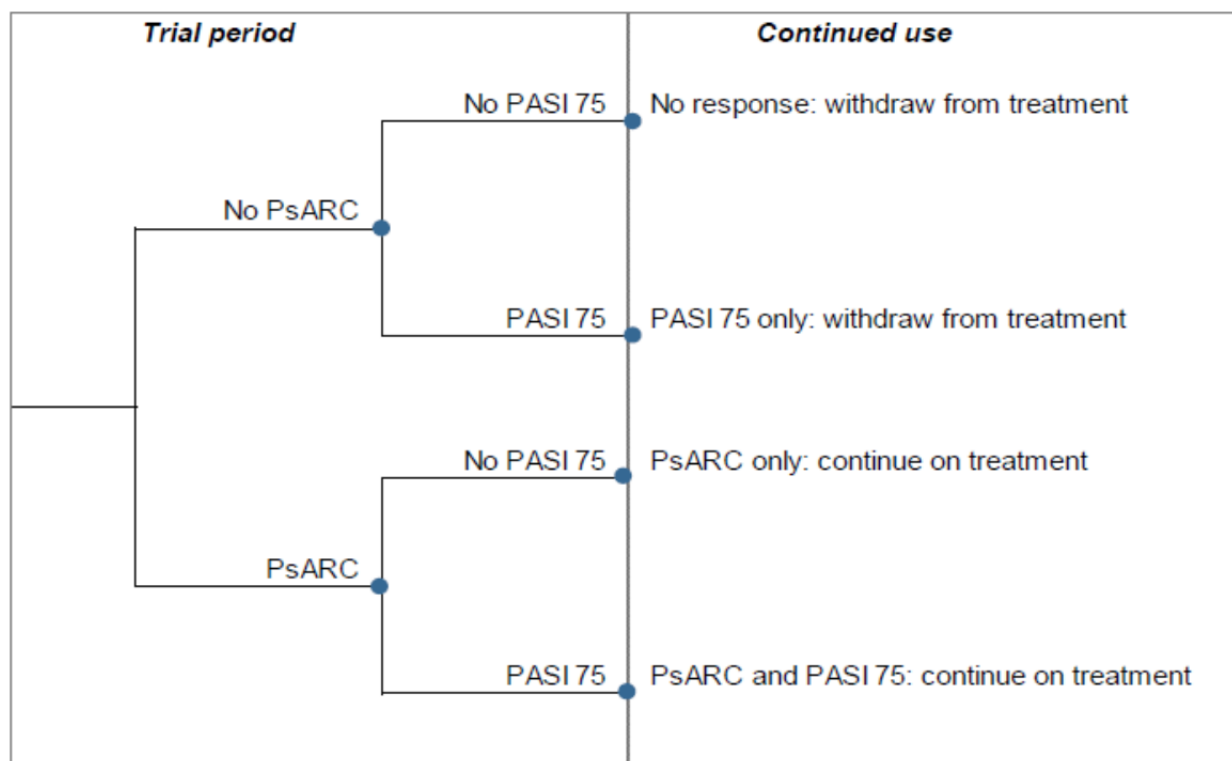 Trial period
Continued use
No PASI 75
No response: withdraw from treatment
No PsARC
PASI 75
PASI 75 only: withdraw from treatment
No PASI 75
PsARC only: continue on treatment
PsARC
PASI 75
PsARC and PASI 75: continue on treatment